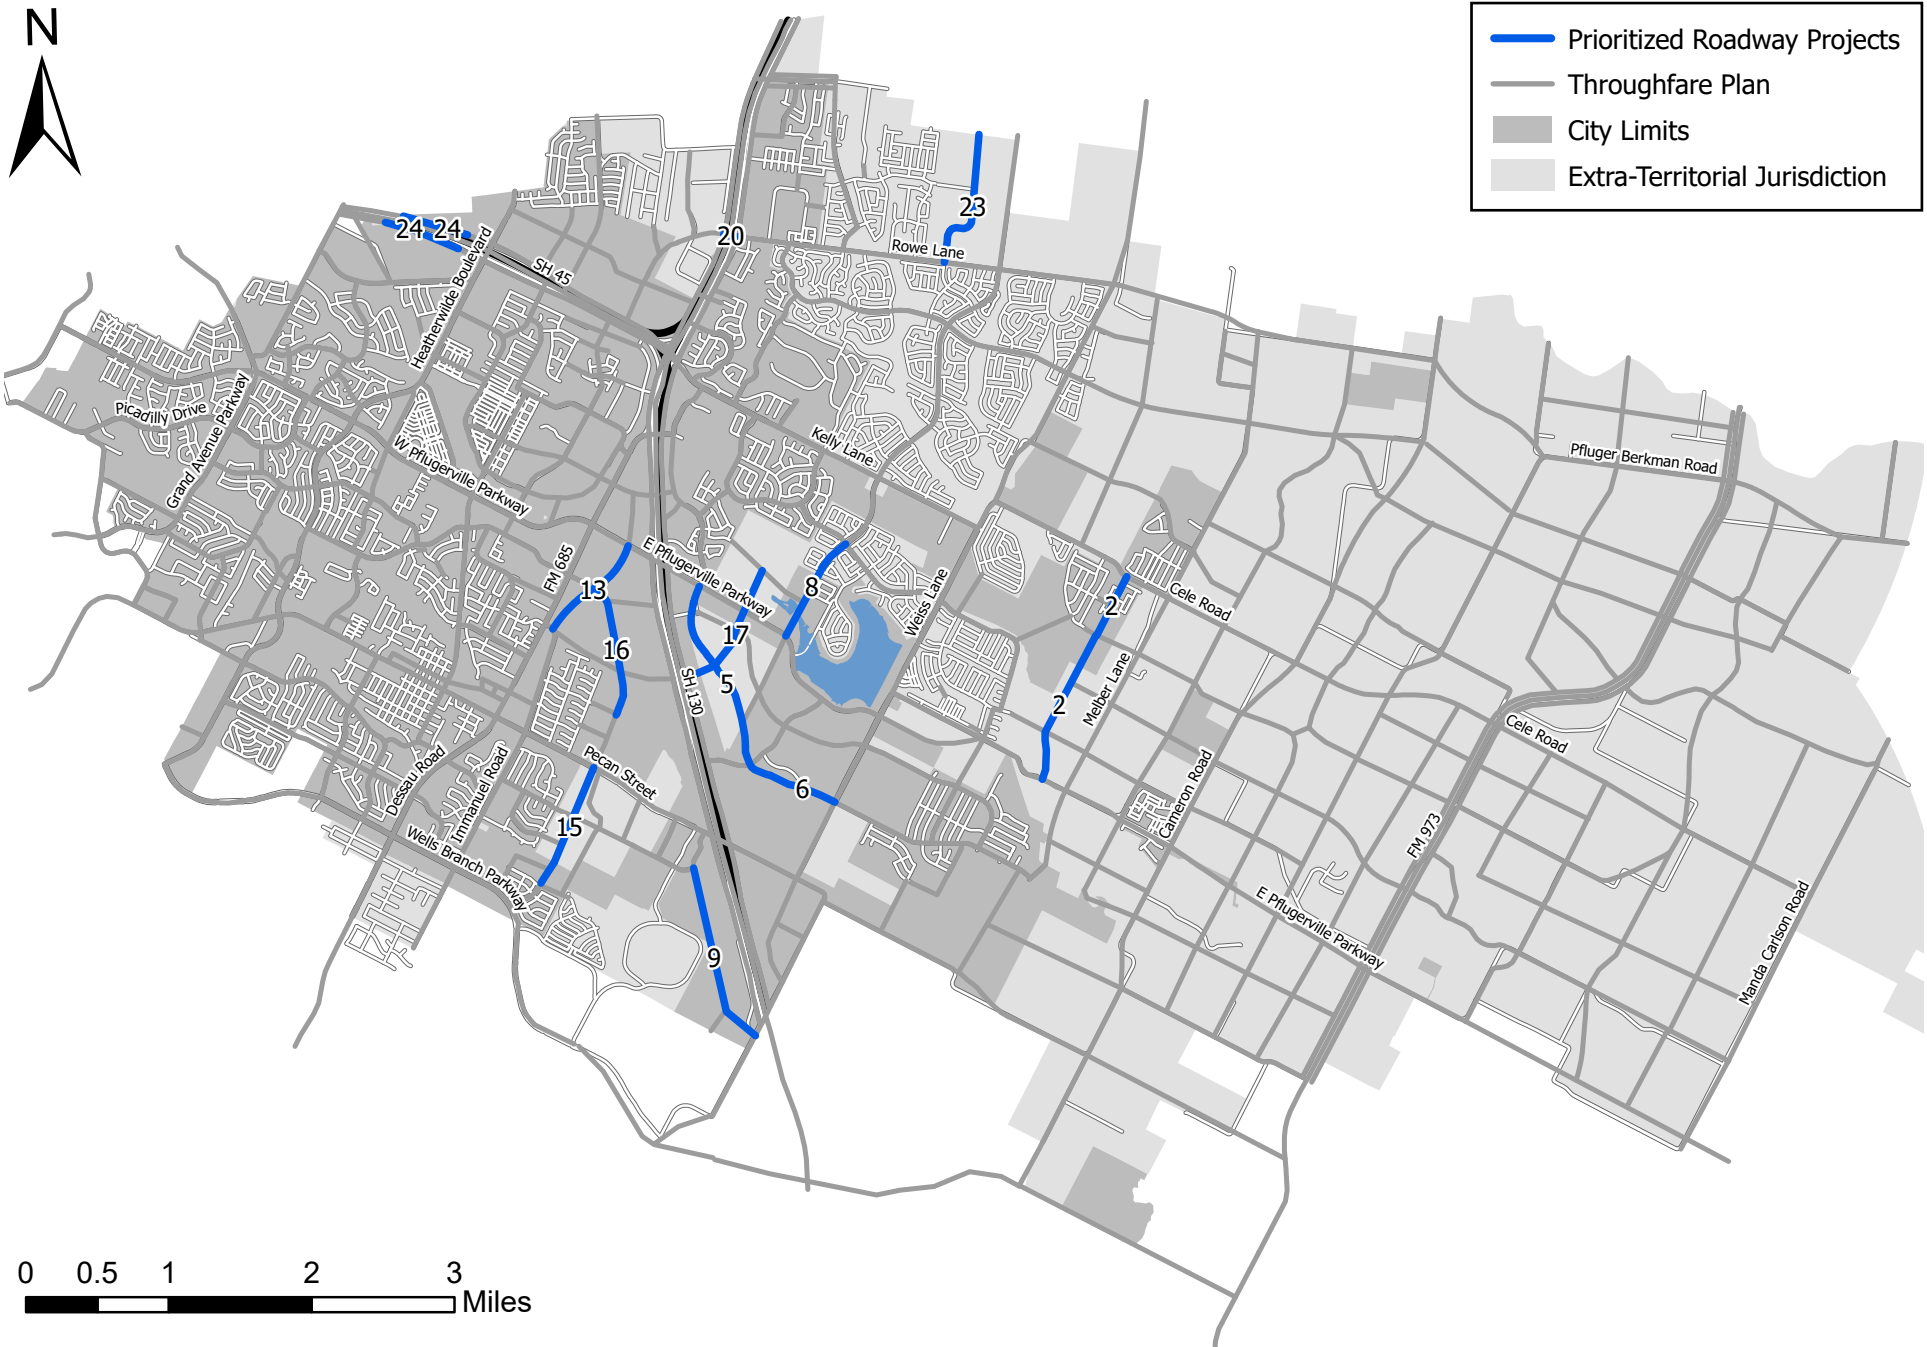 N
Prioritized Roadway Projects
Throughfare Plan
City Limits
Extra-Territorial Jurisdiction
23
24
24
20
Rowe Lane
SH 45
Heatherwilde Boulevard
Picadilly Drive
Grand Avenue Parkway
W Pflugerville Parkway
Kelly Lane
Pfluger Berkman Road
FM 685
E Pflugerville Parkway
13
8
Weiss Lane
2
Cele Road
17
16
5
SH 130
2
Melber Lane
Cele Road
Pecan Street
6
Dessau Road
Immanuel Road
15
Cameron Road
FM 973
Wells Branch Parkway
9
E Pflugerville Parkway
Manda Carlson Road
0 0.5 1 2 3
Miles